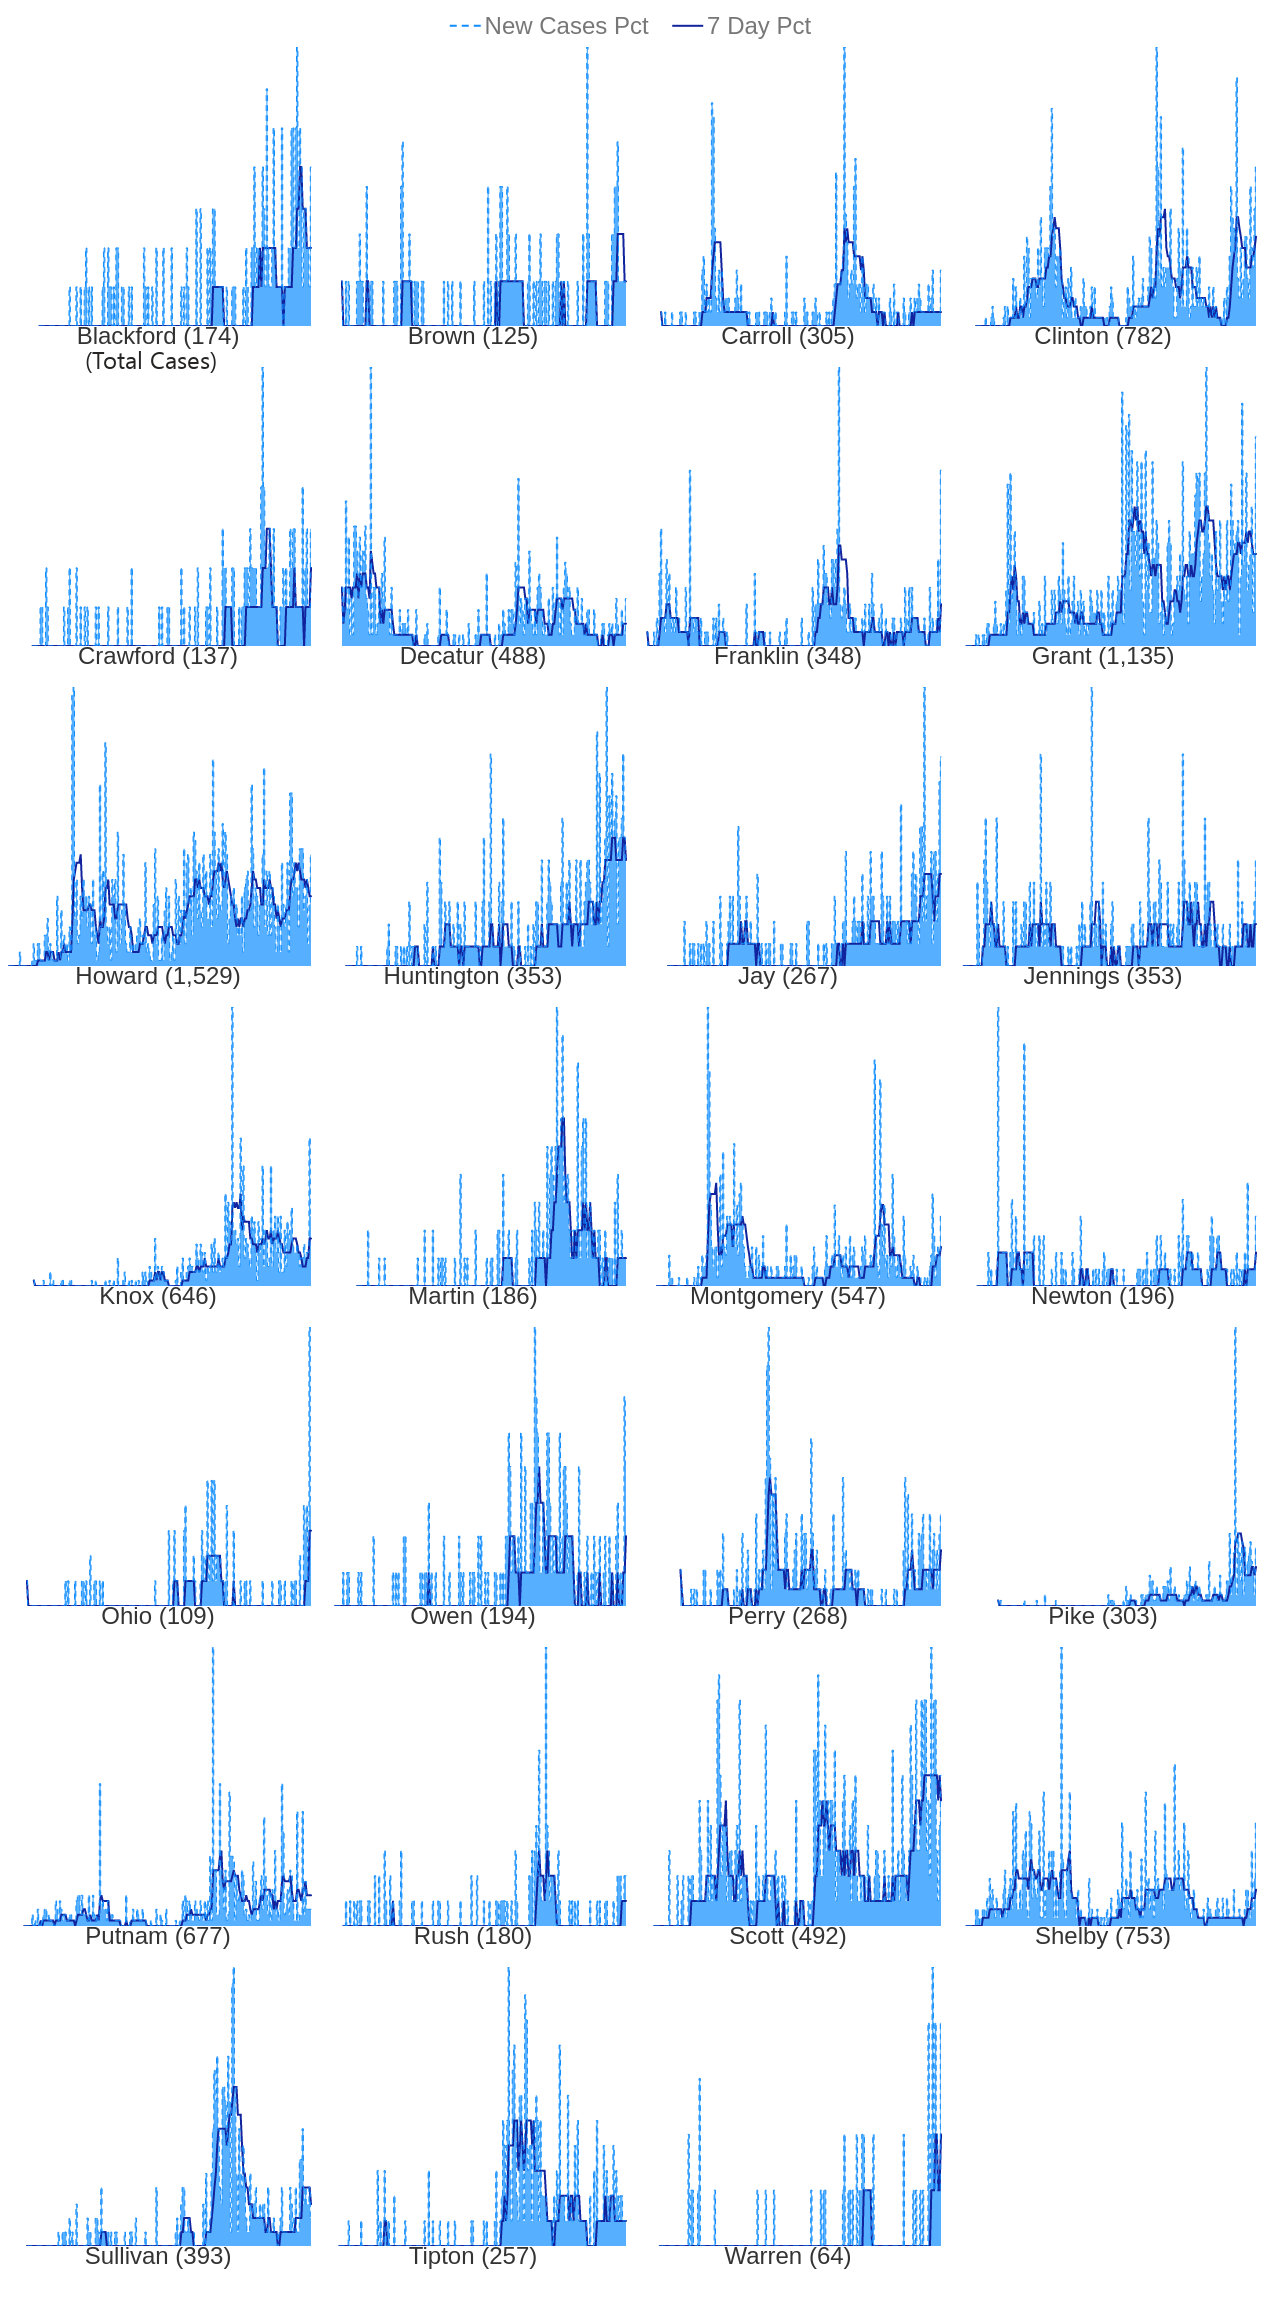 New Cases Pct 7 Day Pct
Blackford (174) Brown (125) Carroll (305) Clinton (782)
(Total Cases)
Crawford (137) Decatur (488) Franklin (348) Grant (1,135)
Howard (1,529) Huntington (353) Jay (267) Jennings (353)
Knox (646) Martin (186) Montgomery (547) Newton (196)
Ohio (109) Owen (194) Perry (268) Pike (303)
Putnam (677) Rush (180) Scott (492) Shelby (753)
Sullivan (393) Tipton (257) Warren (64)